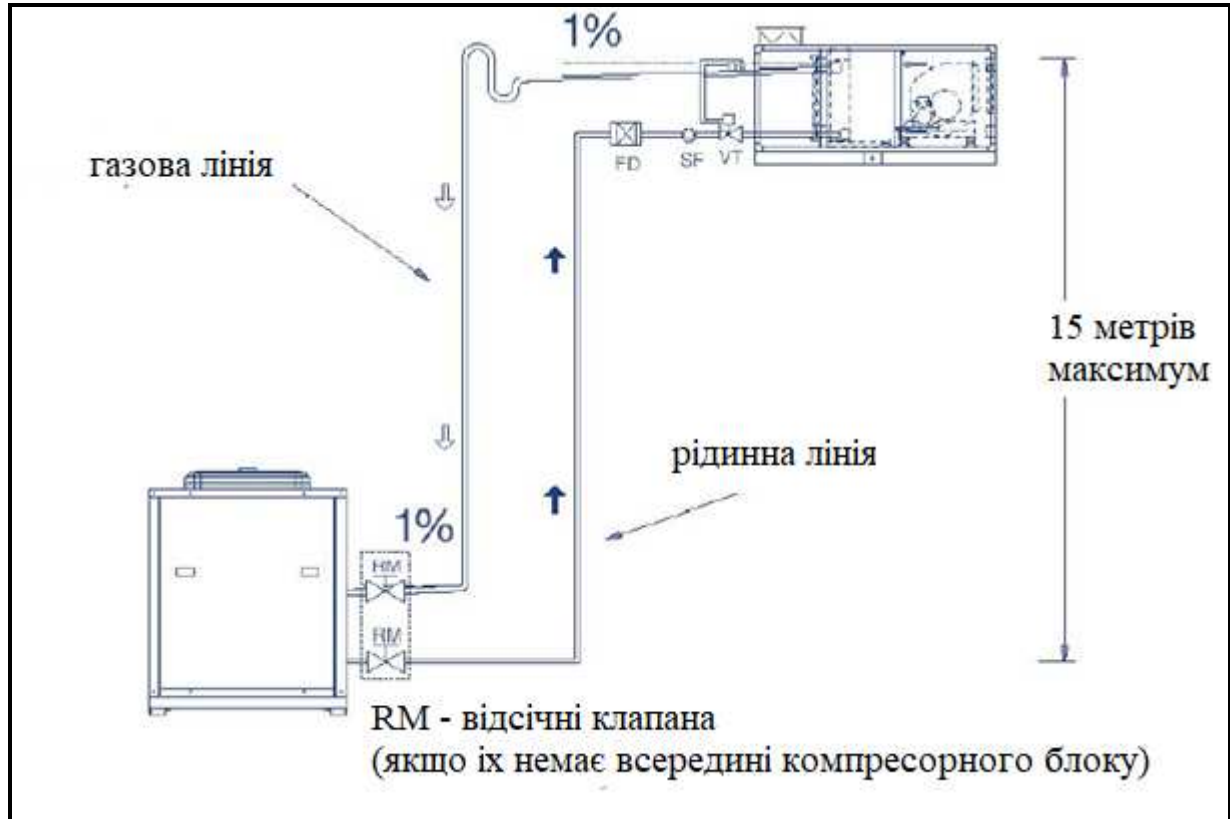 1%
газова лінія
FD SF VT
15 метрів
максимум
рідинна лінія
1%
RM
RM
RM - відсічні клапана
(якщо їх немає всередині компресорного блоку)